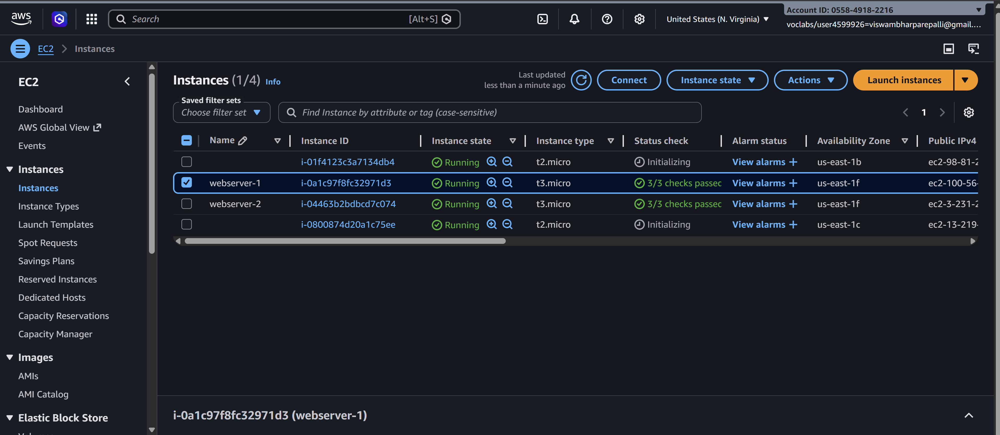 aws
Search
[Alt+S]
United States (N. Virginia)
Account ID: 0558-4918-2216
voclabs/user4599926=viswambharparepalli@gmail....
EC2
Instances
EC2
Dashboard
AWS Global View
Events
Instances
Instances
Instance Types
Launch Templates
Spot Requests
Savings Plans
Reserved Instances
Dedicated Hosts
Capacity Reservations
Capacity Manager
Images
AMIs
AMI Catalog
Elastic Block Store
Instances (1/4) Info
Last updated
less than a minute ago
Connect
Instance state
Actions
Launch instances
Saved filter sets
Choose filter set
Find Instance by attribute or tag (case-sensitive)
1
Name Instance ID Instance state Instance type Status check Alarm status Availability Zone Public IPv4
i-01f4123c3a7134db4 Running t2.micro Initializing View alarms us-east-1b ec2-98-81-2
webserver-1 i-0a1c97f8fc32971d3 Running t3.micro 3/3 checks passec View alarms us-east-1f ec2-100-56-
webserver-2 i-04463b2bdbcd7c074 Running t3.micro 3/3 checks passec View alarms us-east-1f ec2-3-231-2
i-0800874d20a1c75ee Running t2.micro Initializing View alarms us-east-1c ec2-13-219-
i-0a1c97f8fc32971d3 (webserver-1)